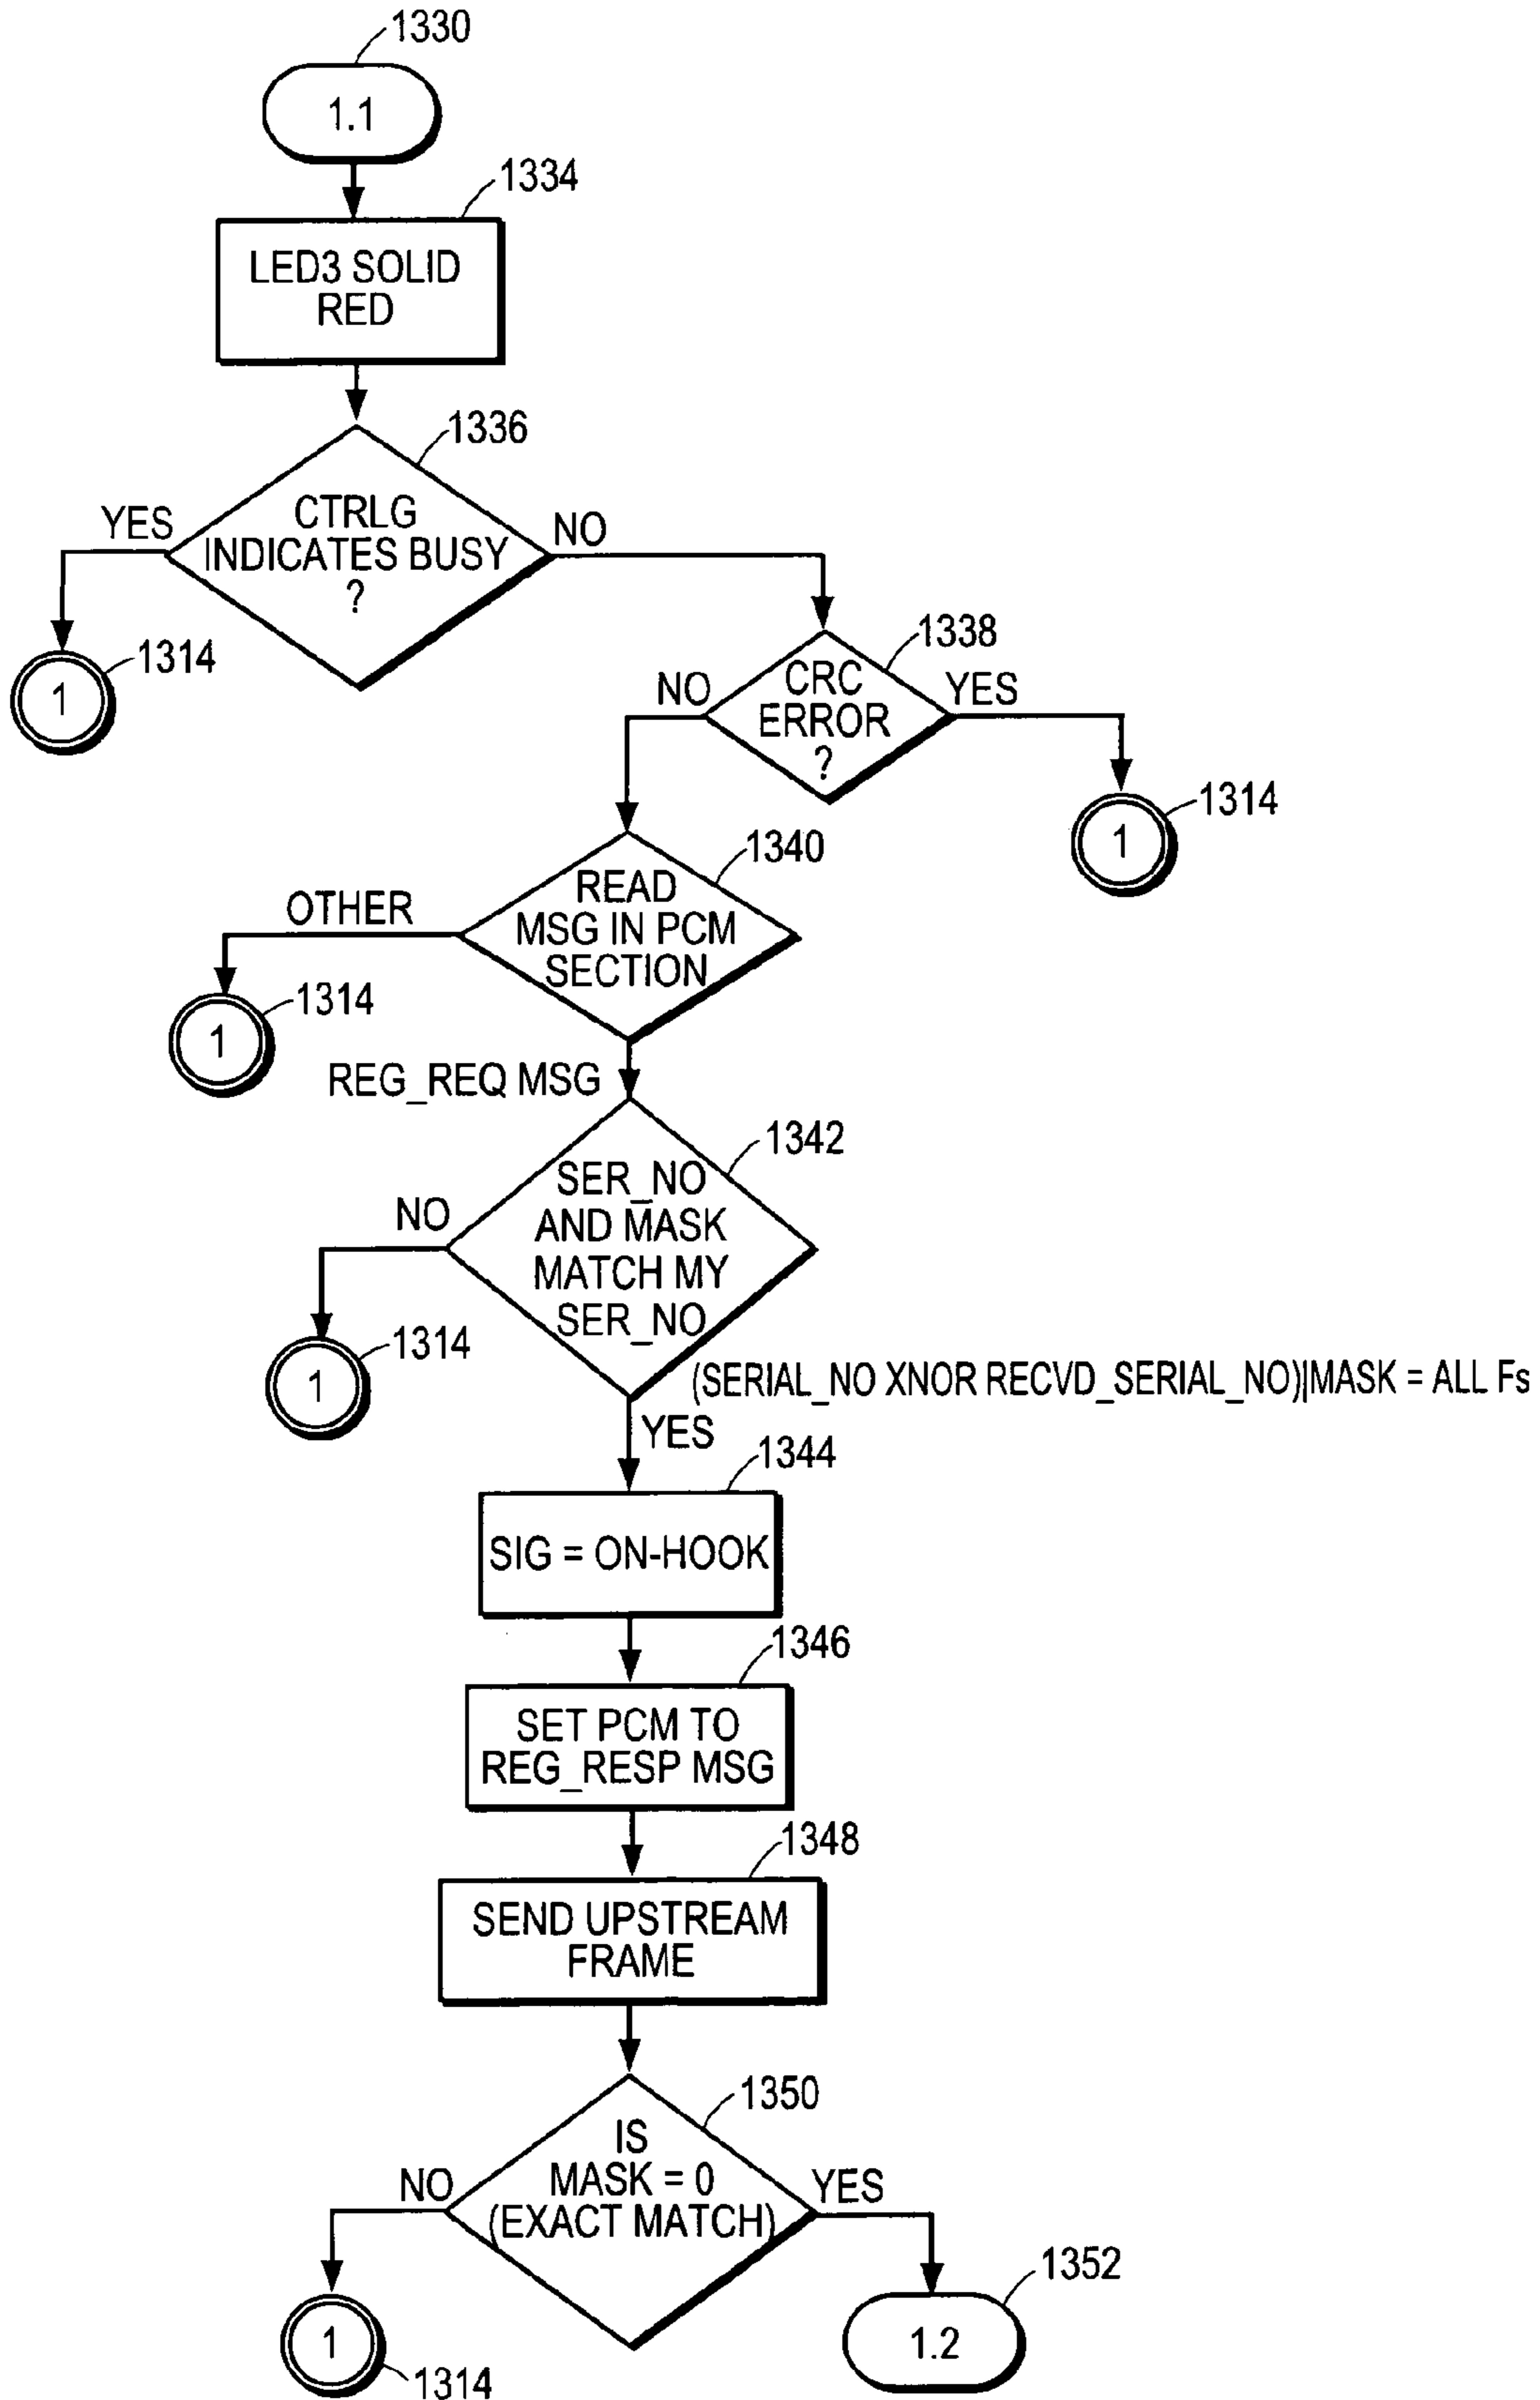 1330
1.1
1334
LED3 SOLID
RED
1336
CTRLG
INDICATES BUSY
?
YES
NO
1314
1
1338
CRC
ERROR
?
NO
YES
1314
1
1340
READ
MSG IN PCM
SECTION
OTHER
1314
1
REG_REQ MSG
1342
SER_NO
AND MASK
MATCH MY
SER_NO
NO
1314
1
(SERIAL_NO XNOR RECVD_SERIAL_NO)|MASK = ALL Fs
YES
1344
SIG = ON-HOOK
1346
SET PCM TO
REG_RESP MSG
1348
SEND UPSTREAM
FRAME
1350
IS
MASK = 0
(EXACT MATCH)
NO
YES
1352
1
1314
1.2